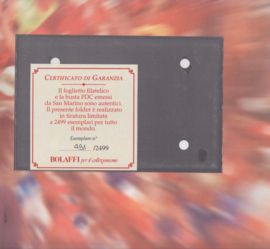 CERTIFICATO DI GARANZIA
Il foglietto filatelico
e la busta FDC emessi
da San Marino sono autentici.
Il presente folder è realizzato
in tiratura limitata
a 2499 esemplari per tutto
il mondo.
Esemplare n°
/2499
BOLAFFI per il collezionismo